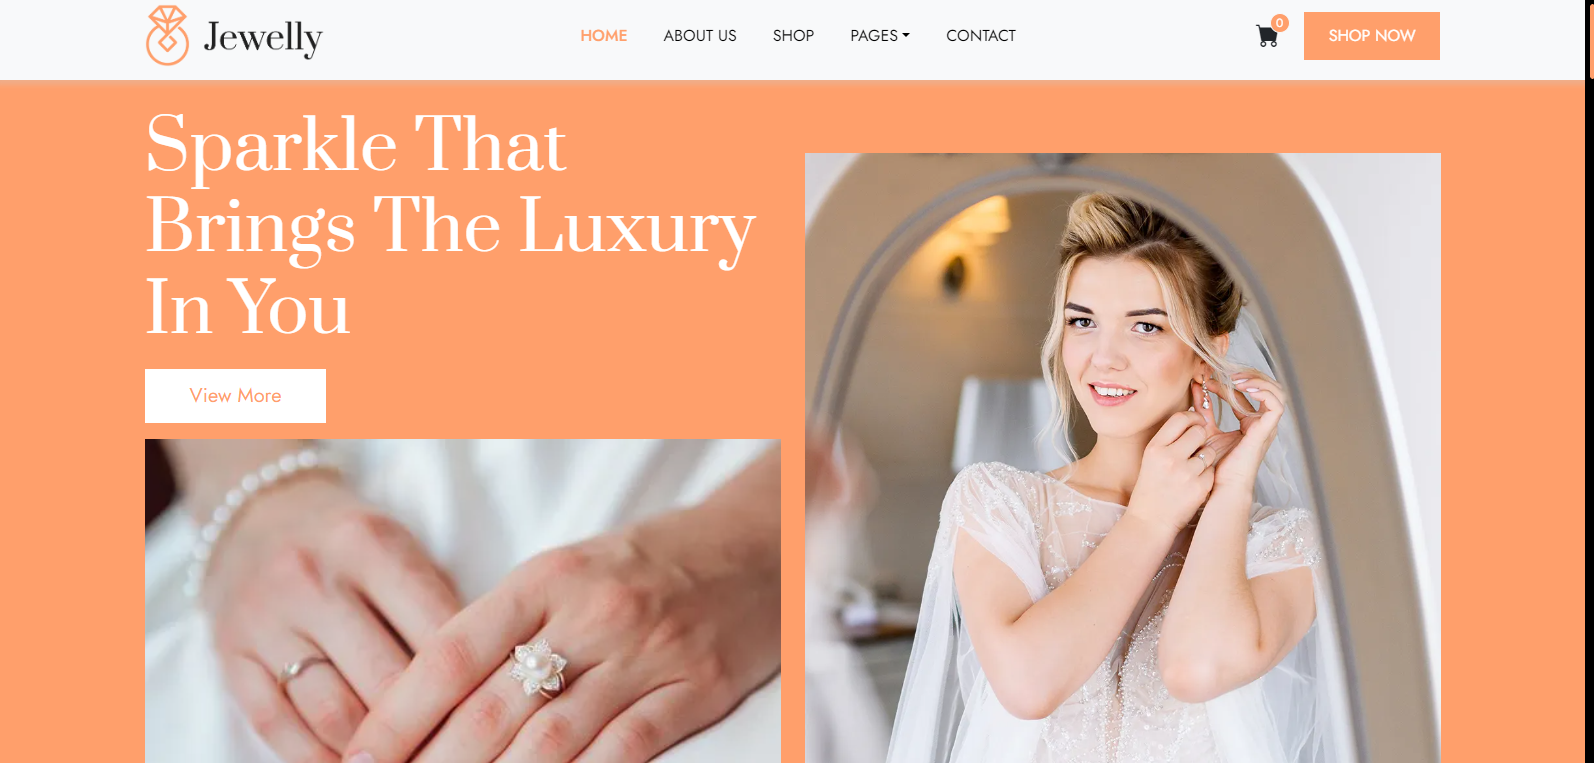 Jewelly
HOME
ABOUT US
SHOP
PAGES
CONTACT
0
SHOP NOW
Sparkle That
Brings The Luxury
In You
View More